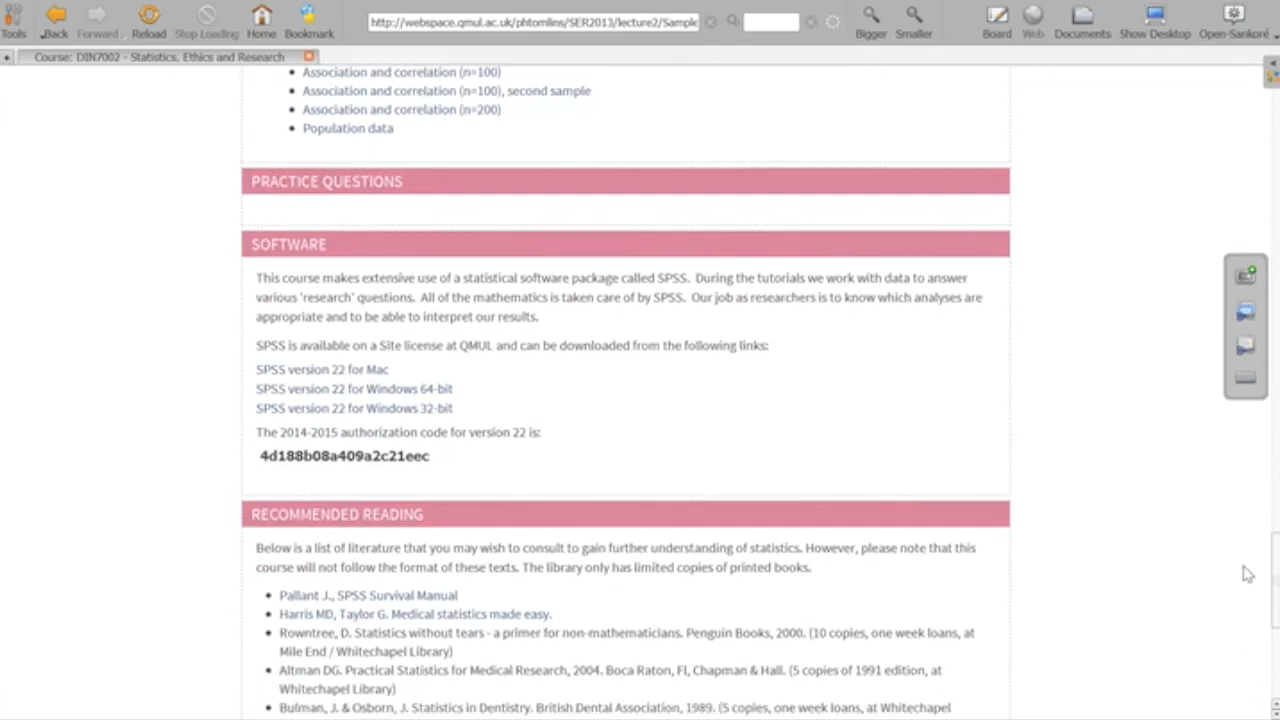 http://webspace.qmul.ac.uk/phtomlins/SER2013/lecture2/Sample
Tools Back Forward Reload Stop Loading Home Bookmark Bigger Smaller Board Web Documents Show Desktop Open-Sankoré
Course: DIN7002 - Statistics, Ethics and Research
• Association and correlation (n=100)
• Association and correlation (n=100), second sample
• Association and correlation (n=200)
• Population data
PRACTICE QUESTIONS
SOFTWARE
This course makes extensive use of a statistical software package called SPSS. During the tutorials we work with data to answer
various 'research' questions. All of the mathematics is taken care of by SPSS. Our job as researchers is to know which analyses are
appropriate and to be able to interpret our results.
SPSS is available on a Site license at QMUL and can be downloaded from the following links:
SPSS version 22 for Mac
SPSS version 22 for Windows 64-bit
SPSS version 22 for Windows 32-bit
The 2014-2015 authorization code for version 22 is:
4d188b08a409a2c21eec
RECOMMENDED READING
Below is a list of literature that you may wish to consult to gain further understanding of statistics. However, please note that this
course will not follow the format of these texts. The library only has limited copies of printed books.
• Pallant J., SPSS Survival Manual
• Harris MD, Taylor G. Medical statistics made easy.
• Rowntree, D. Statistics without tears - a primer for non-mathematicians. Penguin Books, 2000. (10 copies, one week loans, at
Mile End / Whitechapel Library)
• Altman DG. Practical Statistics for Medical Research, 2004. Boca Raton, Fl, Chapman & Hall. (5 copies of 1991 edition, at
Whitechapel Library)
• Bulman, J. & Osborn, J. Statistics in Dentistry. British Dental Association, 1989. (5 copies, one week loans, at Whitechapel